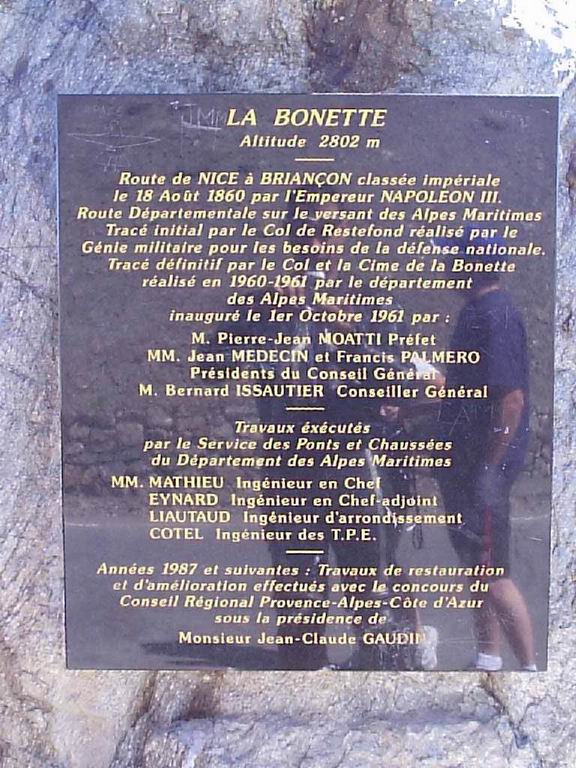 LA BONETTE
Altitude 2802 m
Route de NICE à BRIANÇON classée impériale
le 18 Août 1860 par l'Empereur NAPOLEON III.
Route Départementale sur le versant des Alpes Maritimes
Tracé initial par le Col de Restefond réalisé par le
Génie militaire pour les besoins de la défense nationale.
Tracé définitif par le Col et la Cime de la Bonette
réalisé en 1960-1961 par le département
des Alpes Maritimes
inauguré le 1er Octobre 1961 par :
M. Pierre-Jean MOATTI Préfet
MM. Jean MEDECIN et Francis PALMERO
Présidents du Conseil Général
M. Bernard ISSAUTIER Conseiller Général
Travaux éxécutés
par le Service des Ponts et Chaussées
du Département des Alpes Maritimes
MM. MATHIEU Ingénieur en Chef
EYNARD Ingénieur en Chef-adjoint
LIAUTAUD Ingénieur d'arrondissement
COTEL Ingénieur des T.P.E.
Années 1987 et suivantes : Travaux de restauration
et d'amélioration effectués avec le concours du
Conseil Régional Provence-Alpes-Côte d'Azur
sous la présidence de
Monsieur Jean-Claude GAUDIN